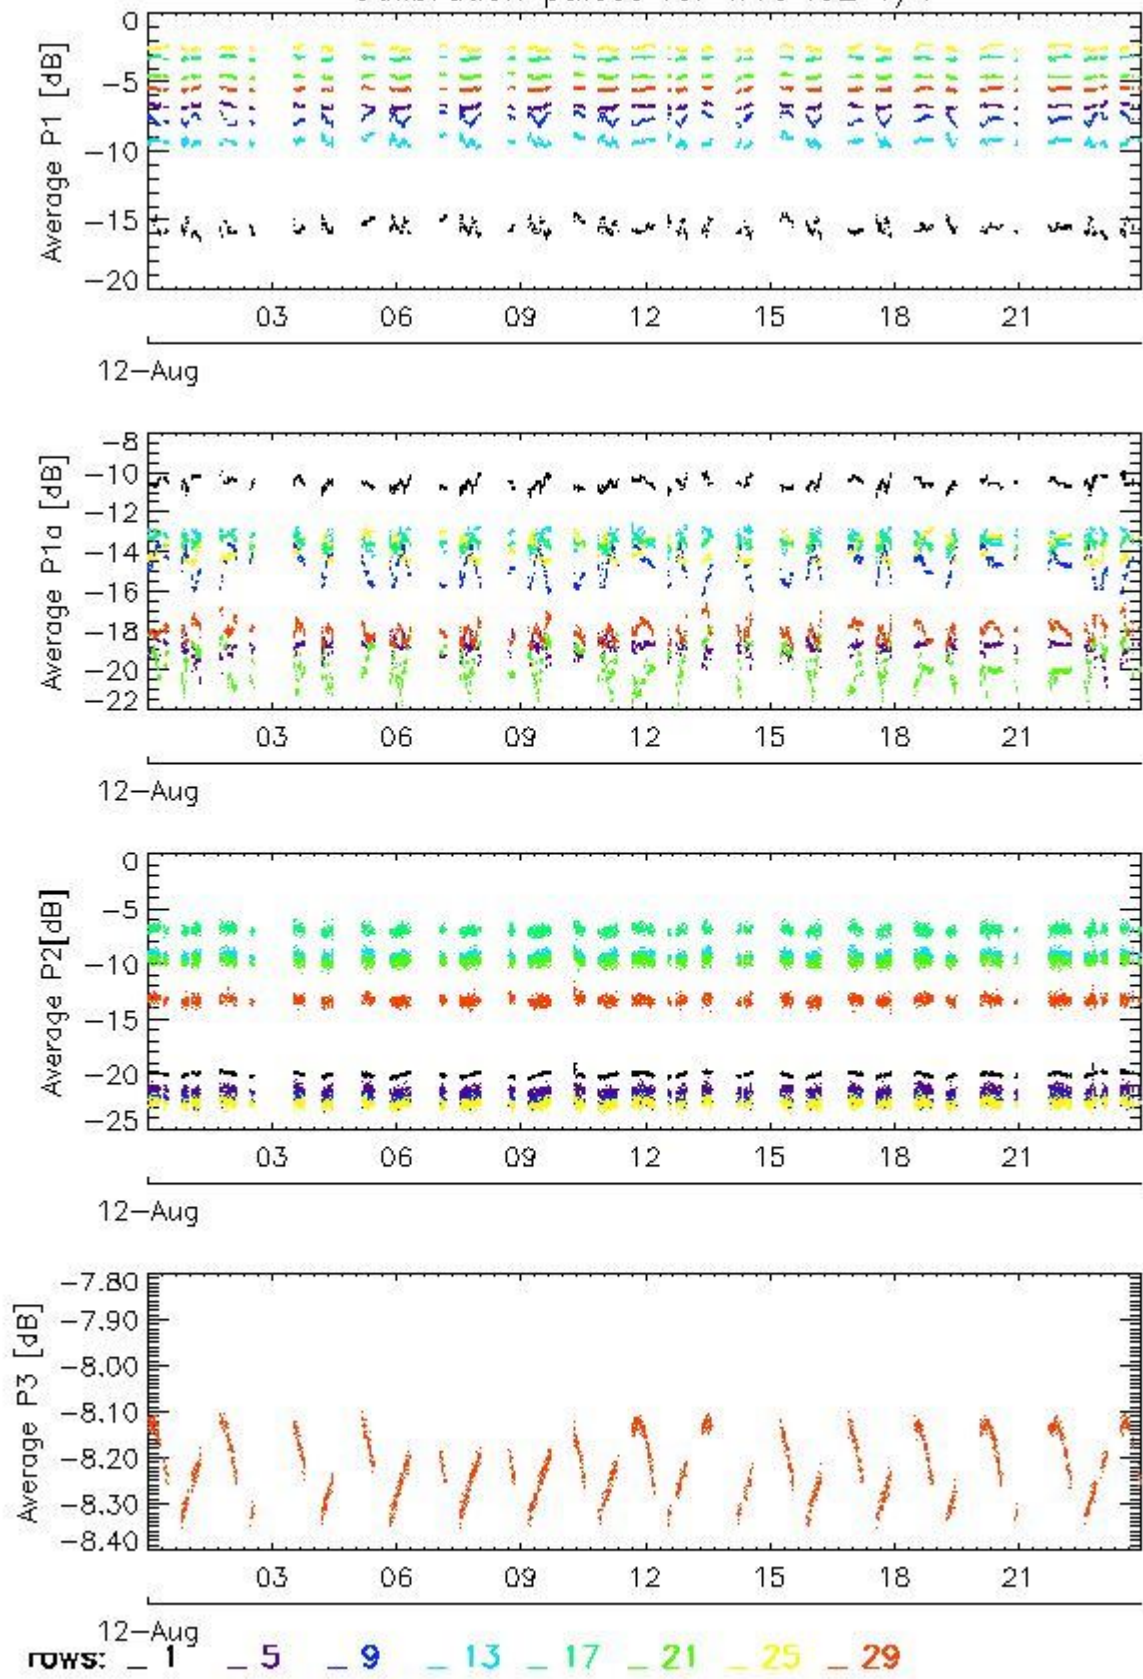 Average P1 [dB]
0
-5
-10
-15
-20
03 06 09 12 15 18 21
12-Aug
Average P1a [dB]
-8
-10
-12
-14
-16
-18
-20
-22
03 06 09 12 15 18 21
12-Aug
Average P2[dB]
0
-5
-10
-15
-20
-25
03 06 09 12 15 18 21
12-Aug
Average P3 [dB]
-7.80
-7.90
-8.00
-8.10
-8.20
-8.30
-8.40
03 06 09 12 15 18 21
12-Aug
rows: _ 1 _ 5 _ 9 _ 13 _ 17 _ 21 _ 25 _ 29